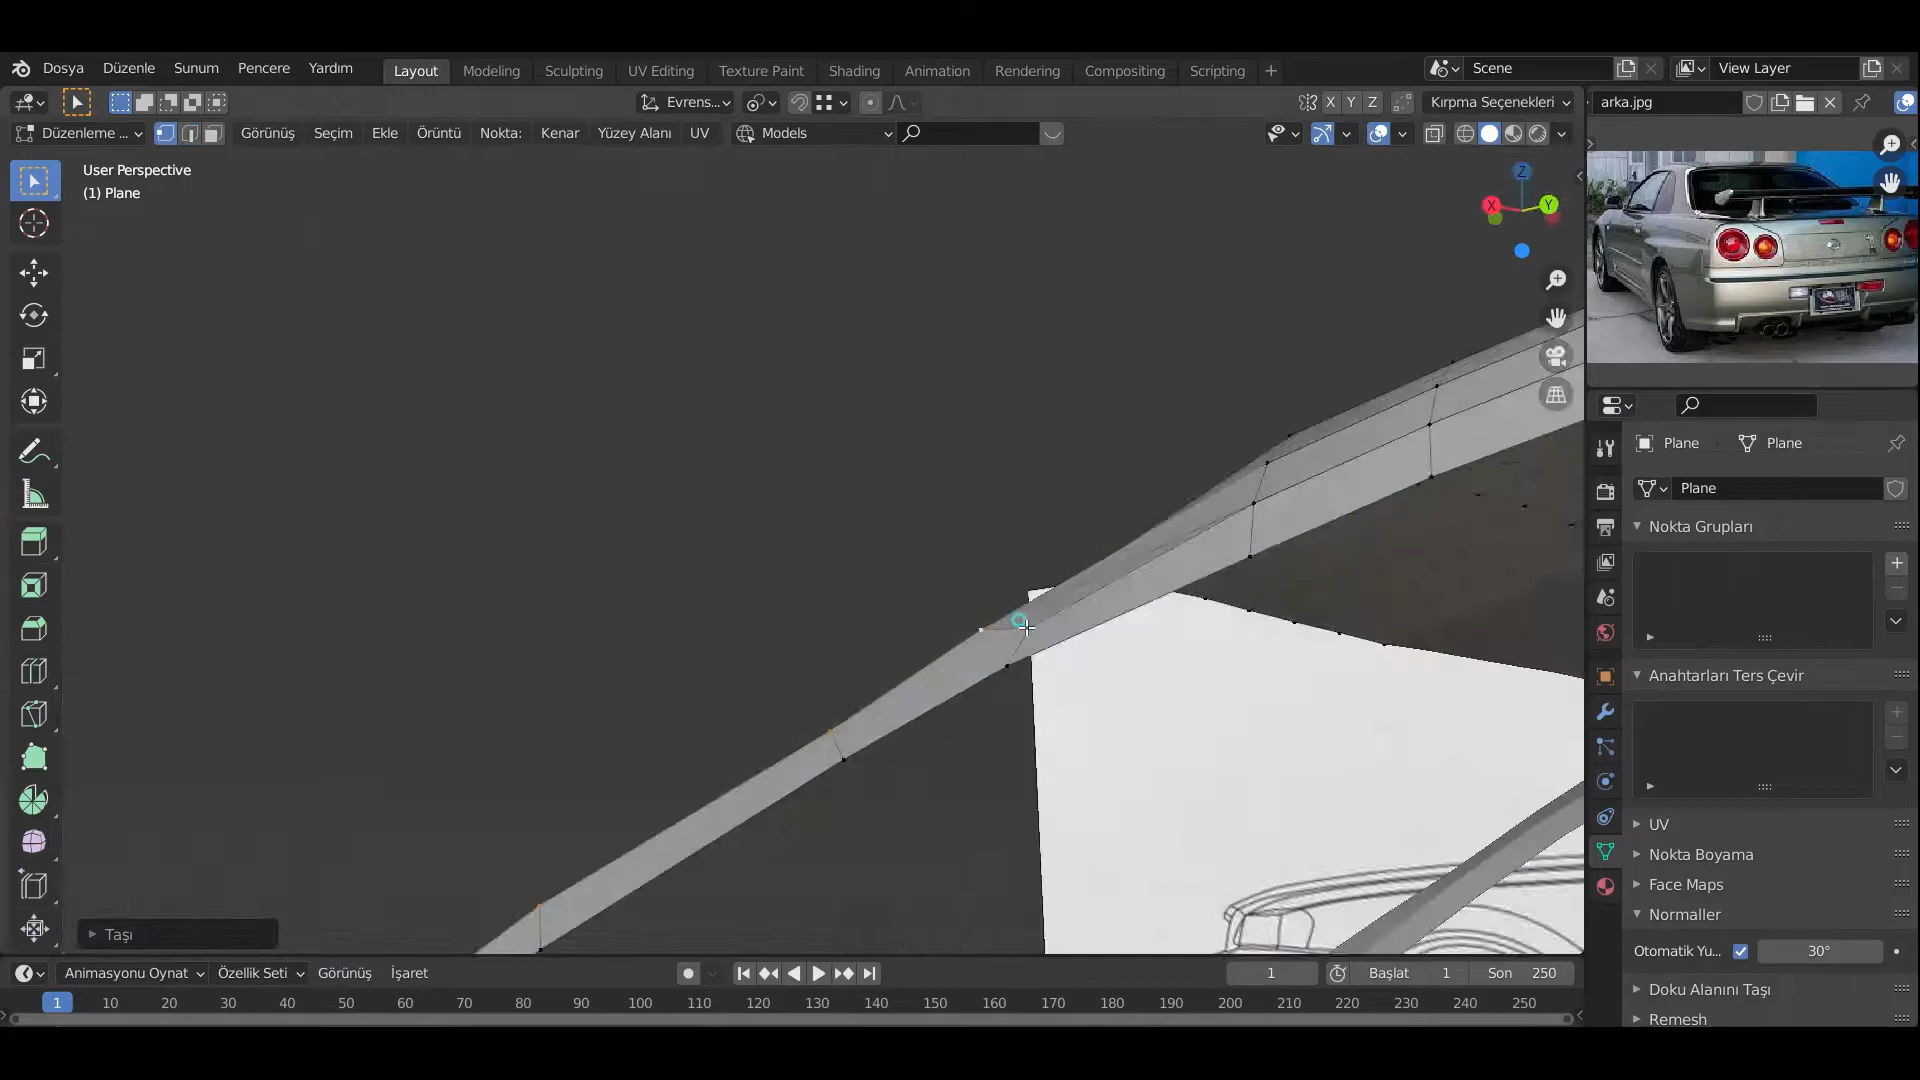 Dosya Düzenle Sunum Pencere Yardım Layout Modeling Sculpting UV Editing Texture Paint Shading Animation Rendering Compositing Scripting + Scene View Layer
Evrens... X Y Z Kırpma Seçenekleri arka.jpg
Düzenleme ... Görünüş Seçim Ekle Örüntü Nokta: Kenar Yüzey Alanı UV Models
User Perspective
(1) Plane
Z
X Y
Plane Plane
Plane
Nokta Grupları
Anahtarları Ters Çevir
UV
Nokta Boyama
Face Maps
Normaller
Otomatik Yu... 30°
Doku Alanını Taşı
Remesh
Taşı
Animasyonu Oynat Özellik Seti Görünüş İşaret 1 Başlat 1 Son 250
1 10 20 30 40 50 60 70 80 90 100 110 120 130 140 150 160 170 180 190 200 210 220 230 240 250